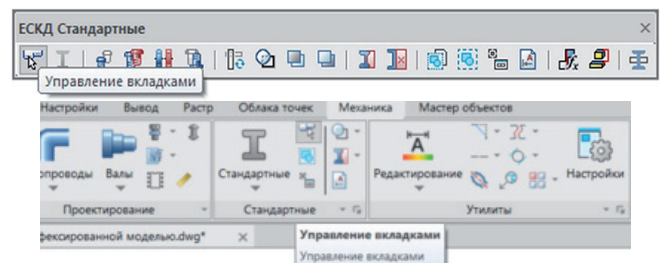 ЕСКД Стандартные
Управление вкладками
Настройки Вывод Растр Облака точек Механика Мастер объектов
опроводы Валы Стандартные Редактирование Настройки
Проектирование Стандартные Утилиты
фексированной моделью.dwg*
Управление вкладками
Управление вкладками